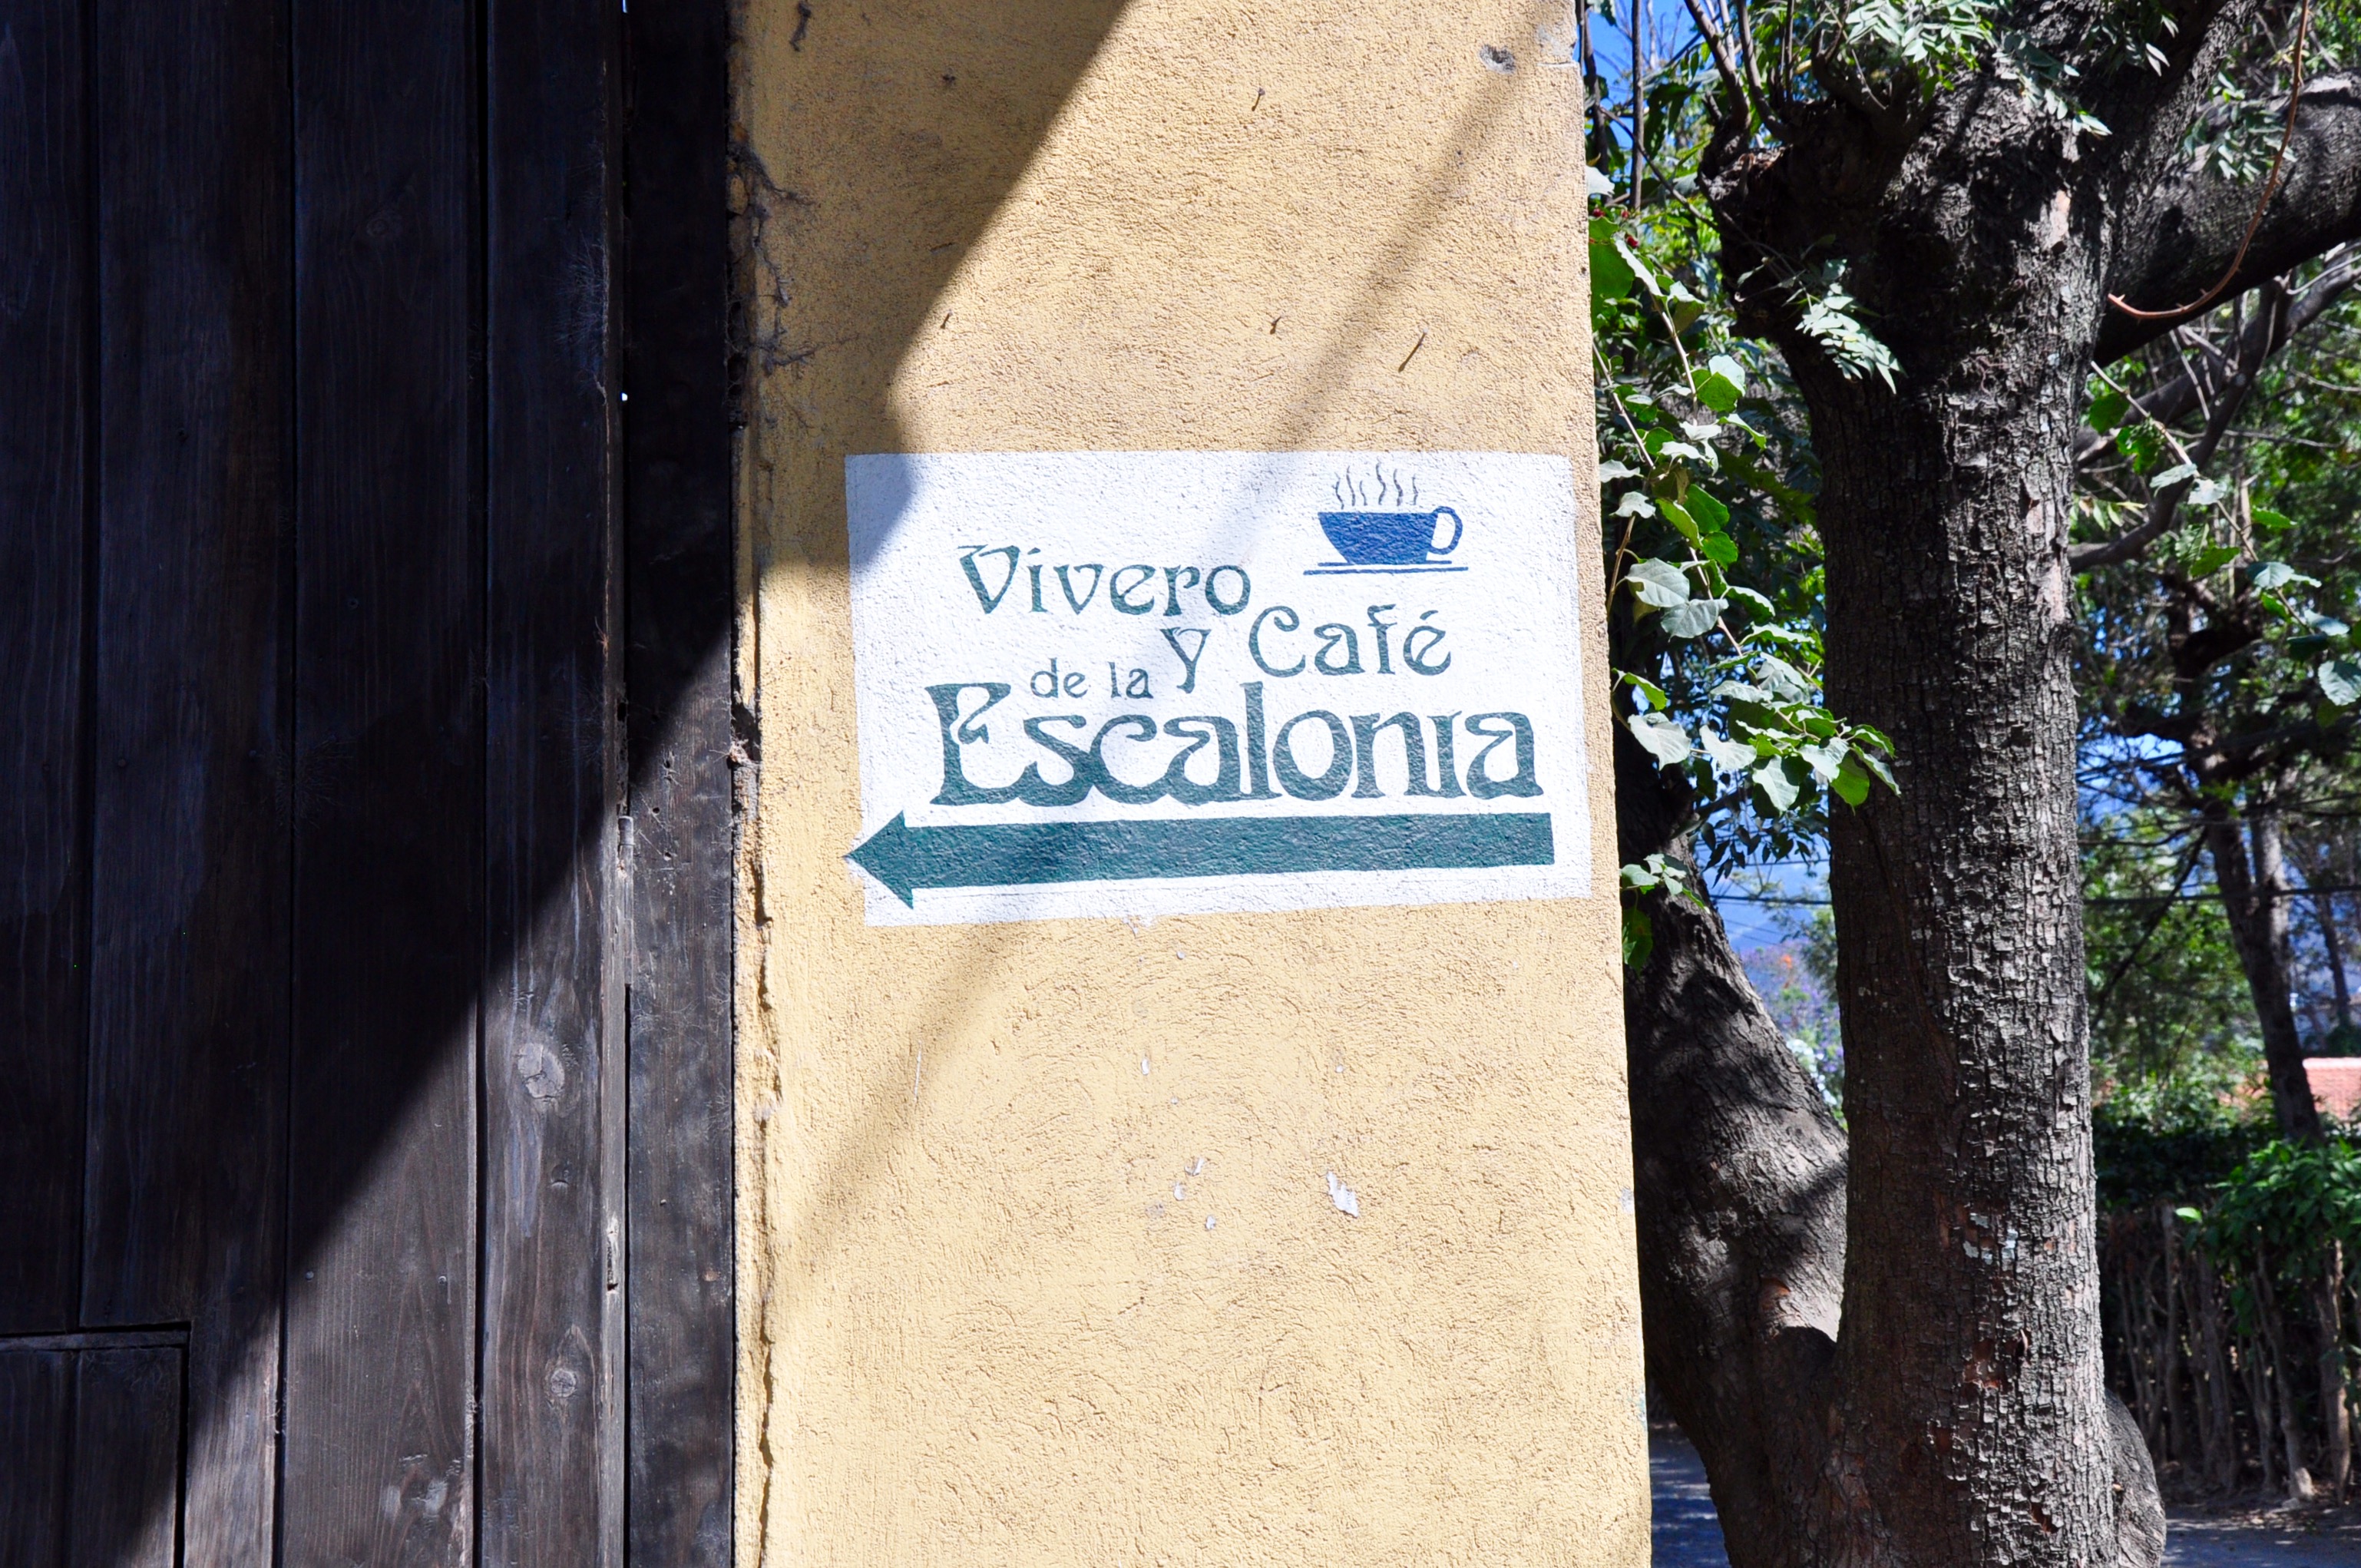 Vivero
y Café
de la
Escalonia